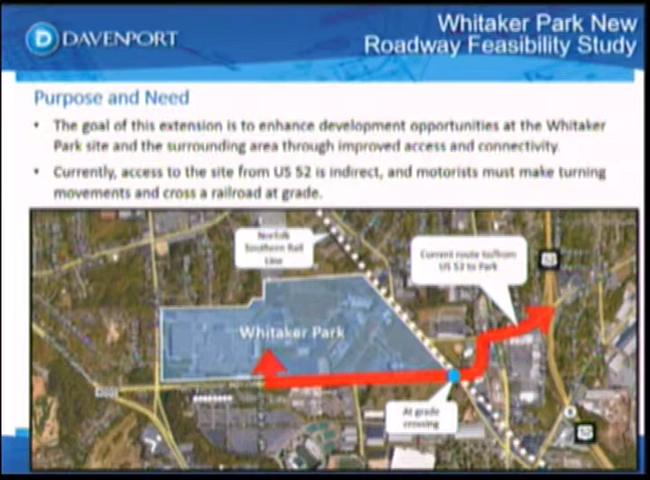 DAVENPORT
Whitaker Park New
Roadway Feasibility Study
Purpose and Need
• The goal of this extension is to enhance development opportunities at the Whitaker
Park site and the surrounding area through improved access and connectivity.
• Currently, access to the site from US 52 is indirect, and motorists must make turning
movements and cross a railroad at grade.
Norfolk
Southern Rail
Line
Current route to/from
US 52 to Park
52
Whitaker Park
At grade
crossing
52